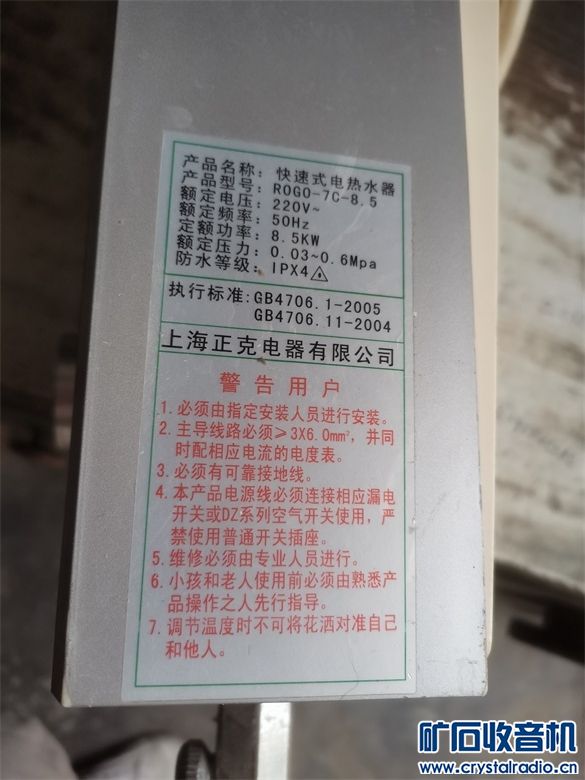 产品名称：快速式电热水器
产品型号：ROGO-7C-8.5
额定电压：220V~
额定频率：50Hz
定额功率：8.5KW
额定压力：0.03~0.6Mpa
防水等级：IPX4
执行标准:GB4706.1-2005
GB4706.11-2004
上海正克电器有限公司
警告用户
1. 必须由指定安装人员进行安装。
2. 主导线路必须≥3X6.0mm²，并同
时配相应电流的电度表。
3. 必须有可靠接地线。
4. 本产品电源线必须连接相应漏电
开关或DZ系列空气开关使用，严
禁使用普通开关插座。
5. 维修必须由专业人员进行。
6. 小孩和老人使用前必须由熟悉产
品操作之人先行指导。
7. 调节温度时不可将花洒对准自己
和他人。
矿石收音机
www.crystalradio.cn